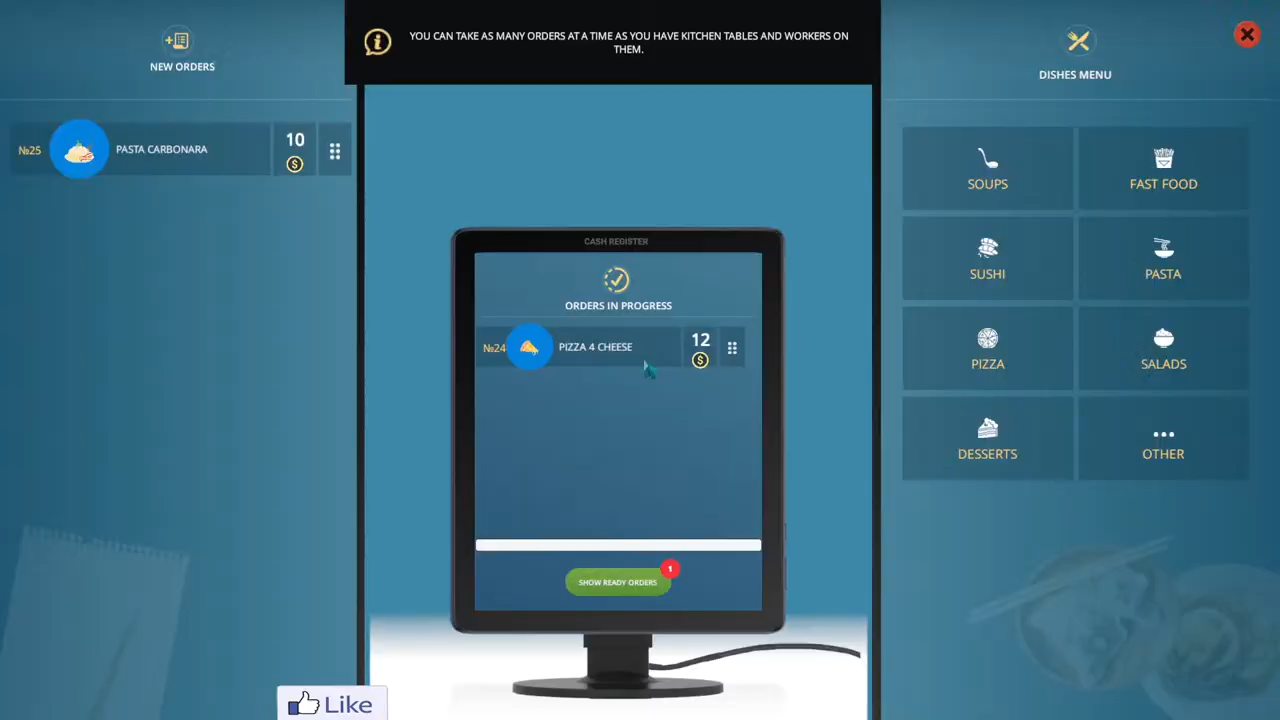 NEW ORDERS
№25 PASTA CARBONARA 10
YOU CAN TAKE AS MANY ORDERS AT A TIME AS YOU HAVE KITCHEN TABLES AND WORKERS ON
THEM.
CASH REGISTER
ORDERS IN PROGRESS
№24 PIZZA 4 CHEESE 12
SHOW READY ORDERS 1
DISHES MENU
SOUPS
FAST FOOD
SUSHI
PASTA
PIZZA
SALADS
DESSERTS
OTHER
Like